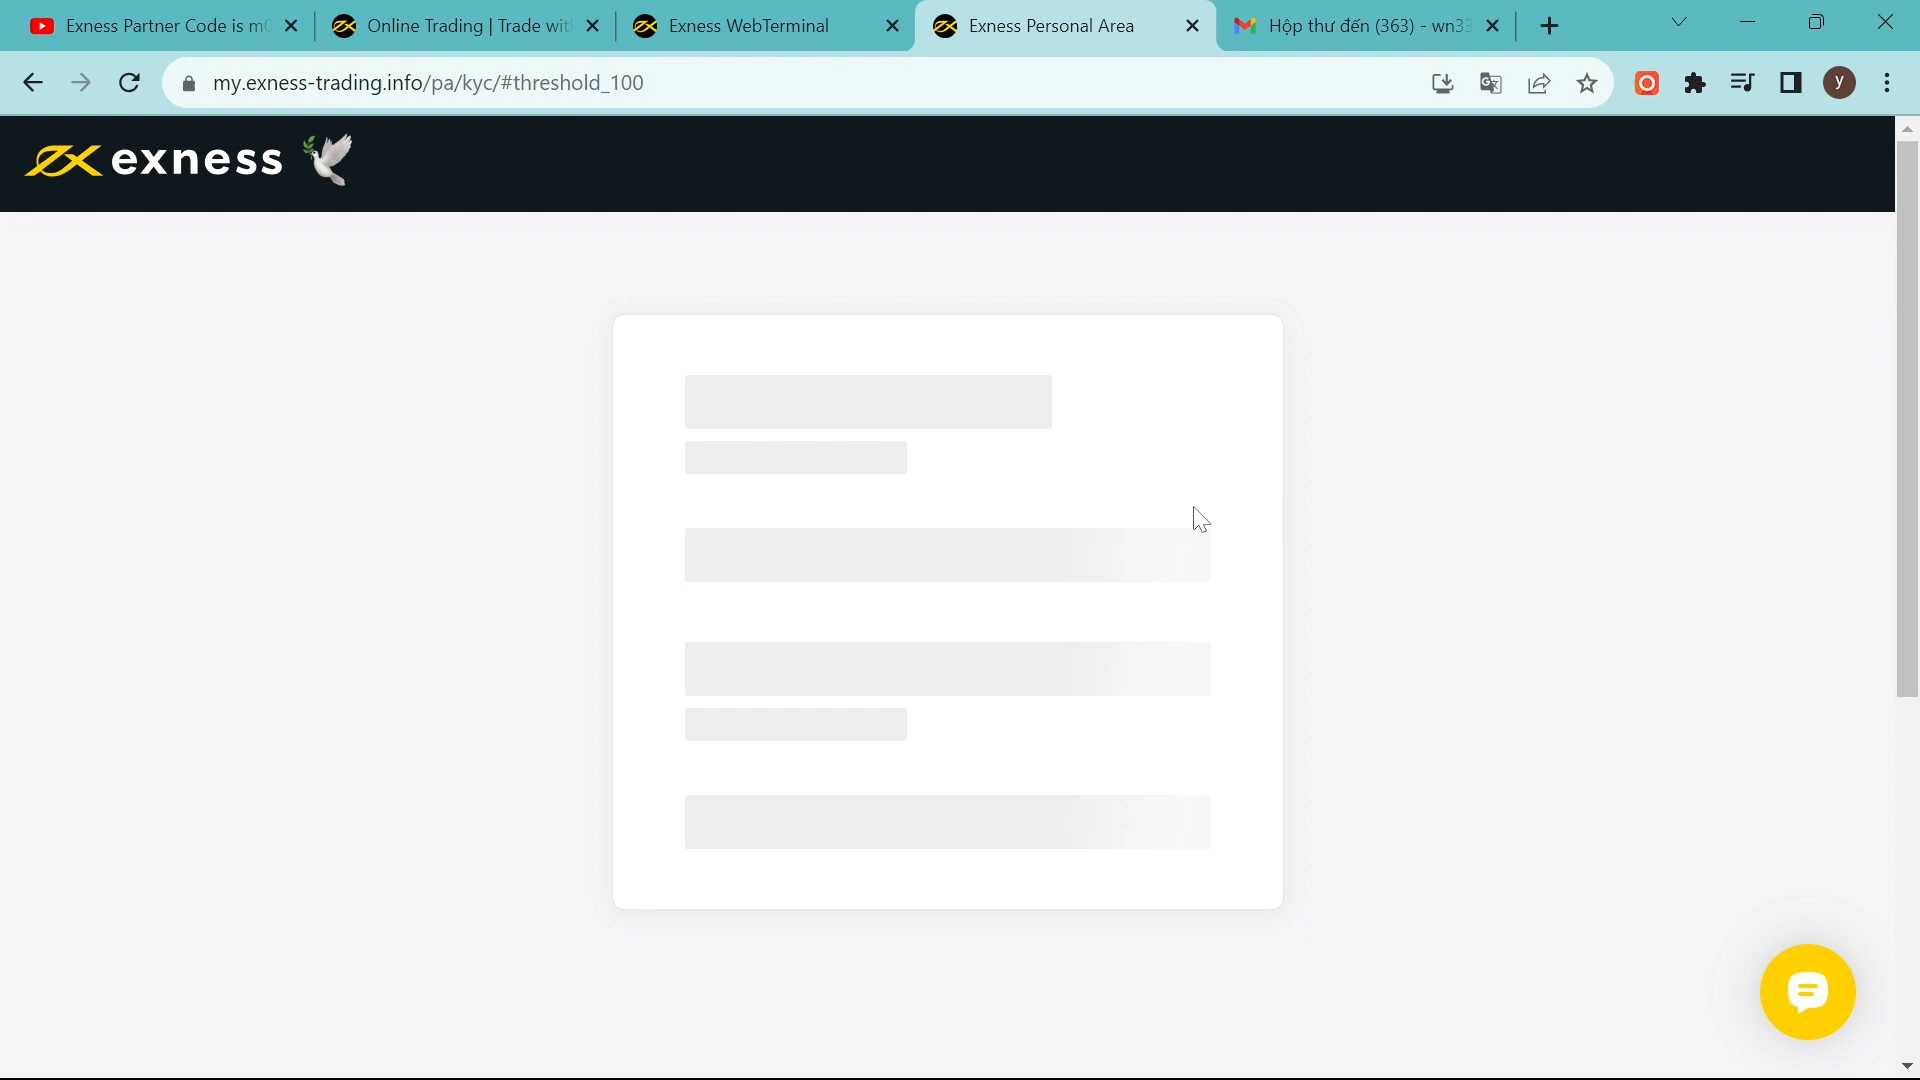 Exness Partner Code is m
Online Trading | Trade wit
Exness WebTerminal
Exness Personal Area
Hộp thư đến (363) - wn33
my.exness-trading.info/pa/kyc/#threshold_100
y
exness